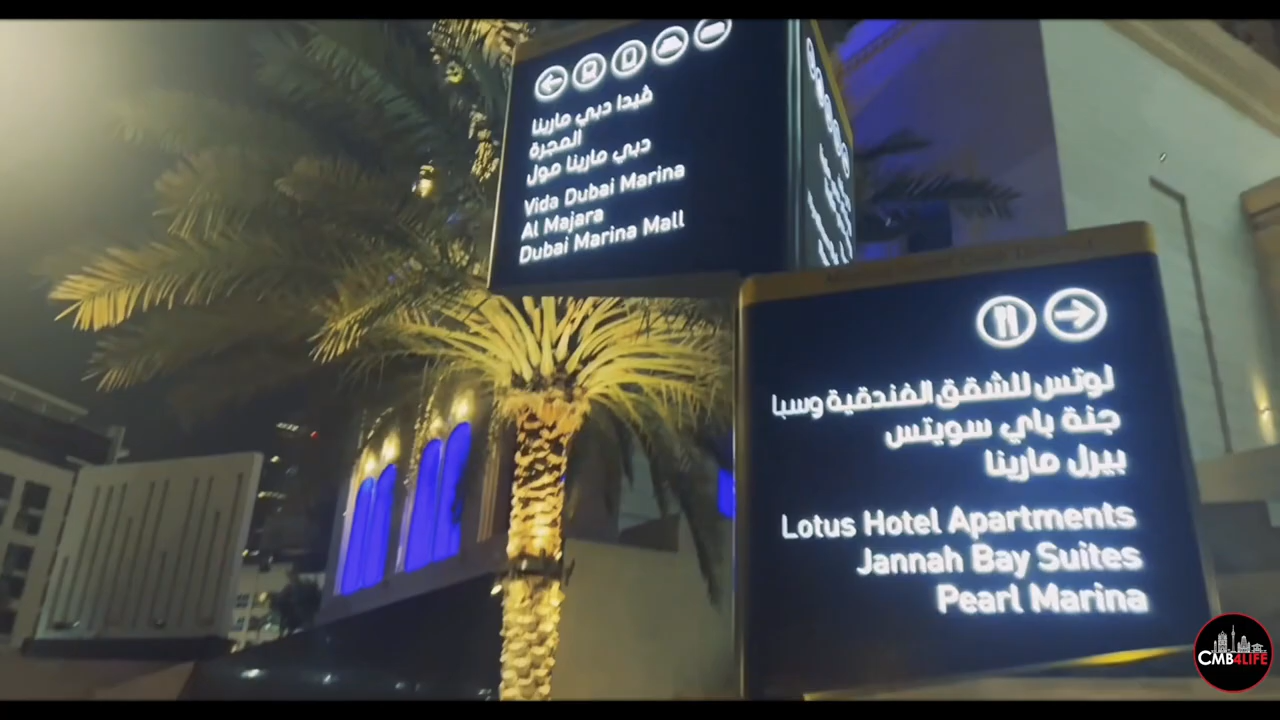 ڤيدا دبي مارينا
المجرة
دبي مارينا مول
Vida Dubai Marina
Al Majara
Dubai Marina Mall
لوتس للشقق الفندقية وسبا
جنة باي سويتس
بيرل مارينا
Lotus Hotel Apartments
Jannah Bay Suites
Pearl Marina
CMB4LIFE